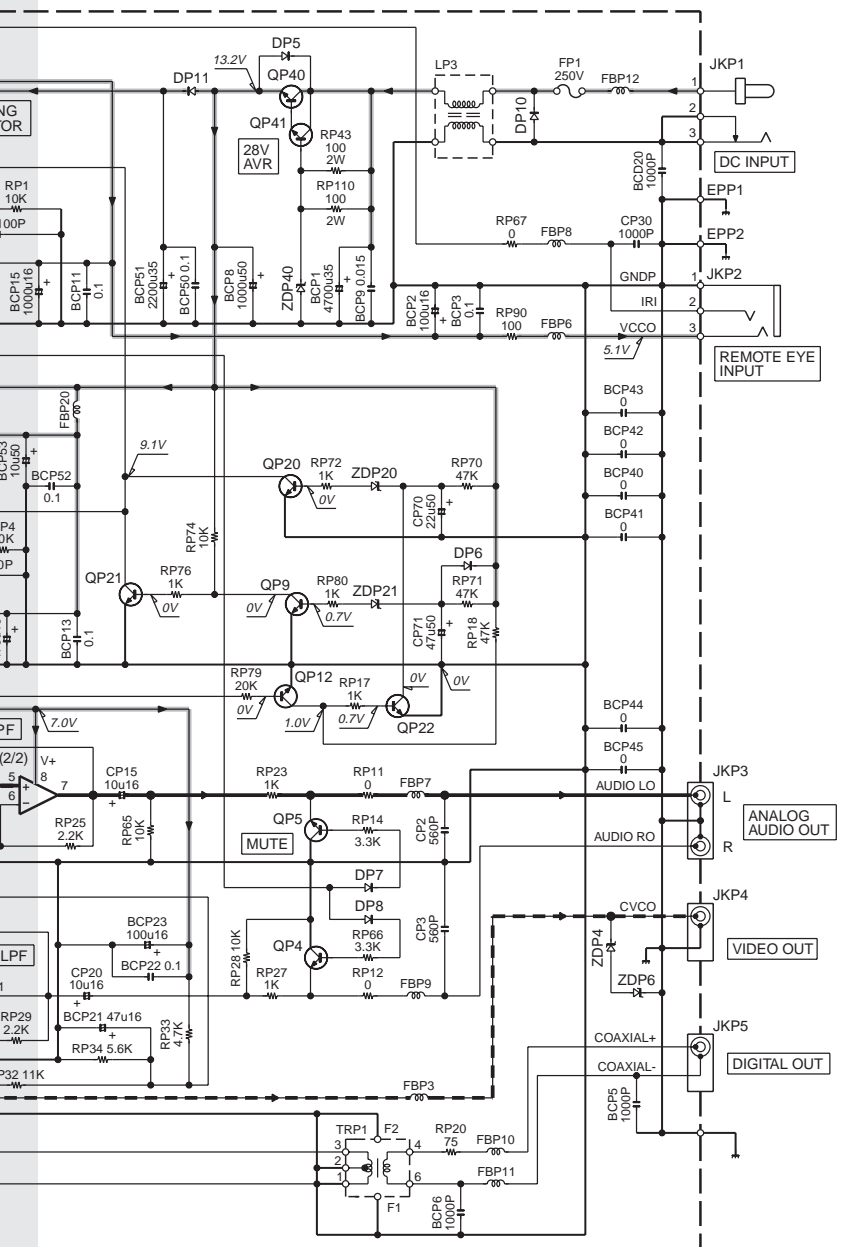 DP5
13.2V
QP40
DP11
LP3
FP1
250V
FBP12
JKP1
1
2
3
DC INPUT
NG
TOR
QP41
28V
AVR
RP43
100
2W
RP110
100
2W
DP10
BCD20
1000P
EPP1
EPP2
RP1
10K
100P
RP67
0
FBP8
CP30
1000P
BCP15
1000u16
+
BCP11
0.1
BCP51
2200u35
+
BCP50 0.1
BCP8
1000u50
+
ZDP40
BCP1
4700u35
+
BCP9 0.015
BCP2
100u16
+
BCP3
0.1
RP90
100
FBP6
GNDP
IRI
VCCO
5.1V
1
JKP2
2
3
REMOTE EYE
INPUT
FBP20
BCP43
0
BCP42
0
BCP40
0
BCP41
0
9.1V
BCP53
10u50
+
BCP52
0.1
QP20
RP72
1K
0V
ZDP20
RP70
47K
CP70
22u50
+
RP74
10K
P4
0K
0P
DP6
QP21
RP76
1K
0V
0V
QP9
RP80
1K
0.7V
ZDP21
RP71
47K
CP71
47u50
+
RP18
47K
+
BCP13
0.1
RP79
20K
0V
QP12
1.0V
RP17
1K
0.7V
0V
0V
QP22
BCP44
0
BCP45
0
PF
7.0V
(2/2)
V+
5
6
+
−
8
7
CP15
10u16
+
RP23
1K
RP11
0
FBP7
AUDIO LO
JKP3
L
R
ANALOG
AUDIO OUT
RP25
2.2K
RP65
10K
QP5
MUTE
RP14
3.3K
CP2
560P
AUDIO RO
DP7
DP8
CVCO
JKP4
VIDEO OUT
BCP23
100u16
+
BCP22 0.1
RP28 10K
QP4
RP66
3.3K
CP3
560P
ZDP4
ZDP6
LPF
1
CP20
10u16
+
RP27
1K
RP12
0
FBP9
RP29
2.2K
BCP21 47u16
+
RP34 5.6K
RP33
4.7K
P32 11K
JKP5
COAXIAL+
COAXIAL-
DIGITAL OUT
FBP3
BCP5
1000P
TRP1
F2
3
2
1
4
6
F1
RP20
75
FBP10
FBP11
BCP6
1000P